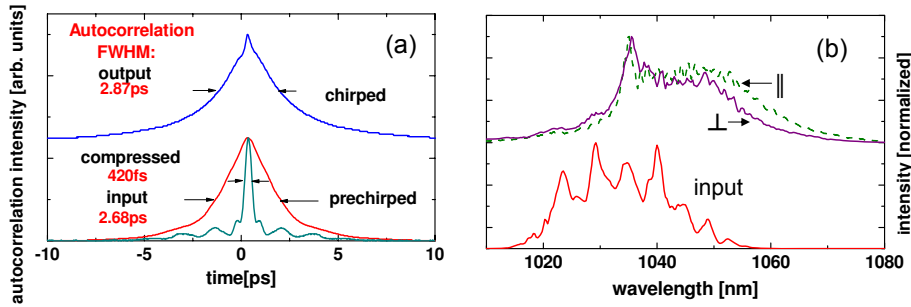 autocorrelation intensity [arb. units]
Autocorrelation
FWHM:
output
2.87ps
(a)
chirped
compressed
420fs
input
2.68ps
prechirped
-10 -5 0 5 10
time[ps]
(b)
∥
⊥
input
1020 1040 1060 1080
wavelength [nm]
intensity [normalized]